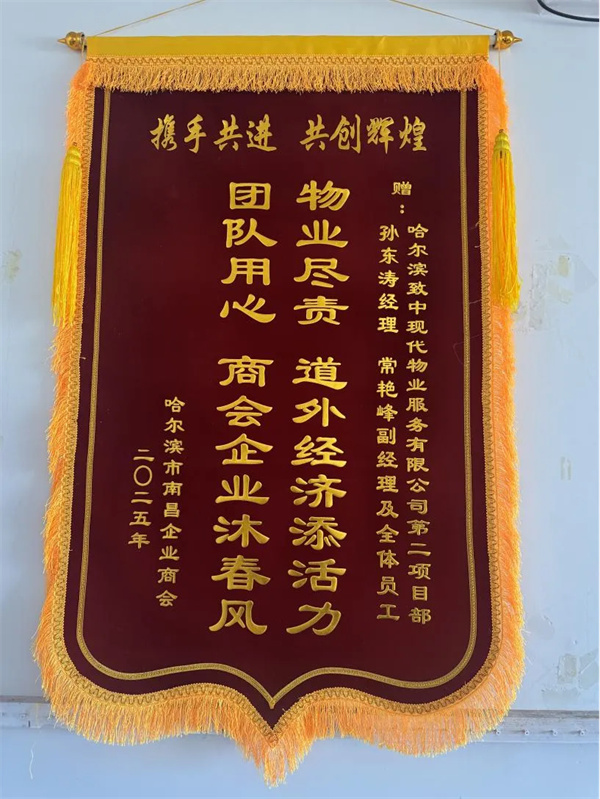 携手共进 共创辉煌
赠：哈尔滨致中现代物业服务有限公司第二项目部
孙东涛经理 常艳峰副经理及全体员工
物业尽责 道外经济添活力
团队用心 商会企业沐春风
哈尔滨市南昌企业商会
二〇二五年